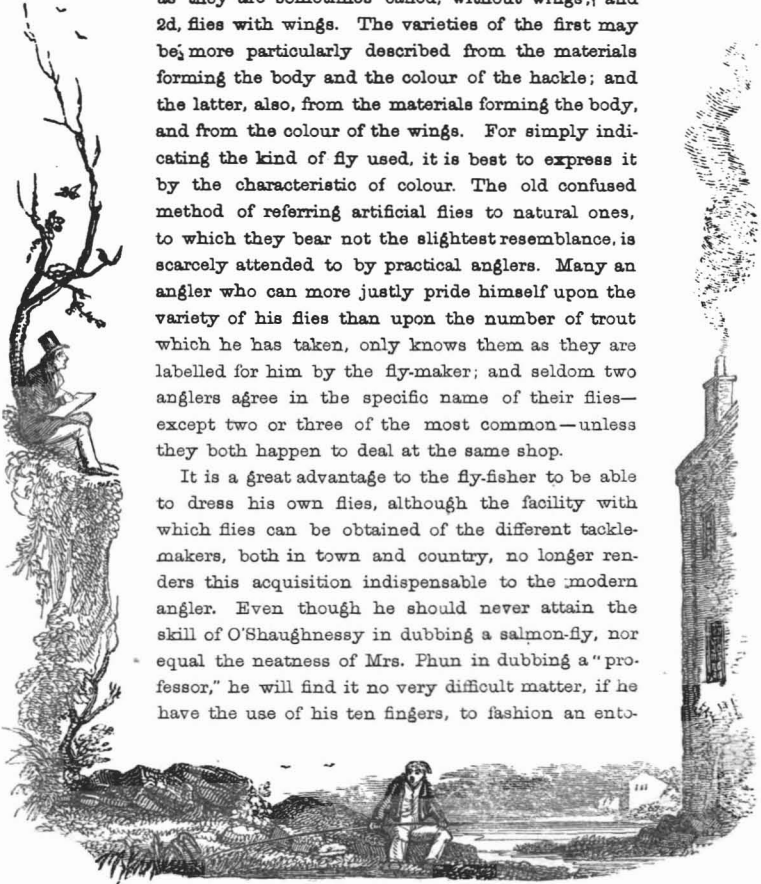 as they are sometimes called, without wings; and
2d, flies with wings. The varieties of the first may
be; more particularly described from the materials
forming the body and the colour of the hackle; and
the latter, also, from the materials forming the body,
and from the colour of the wings. For simply indi-
cating the kind of fly used, it is best to express it
by the characteristic of colour. The old confused
method of referring artificial flies to natural ones,
to which they bear not the slightest resemblance, is
scarcely attended to by practical anglers. Many an
angler who can more justly pride himself upon the
variety of his flies than upon the number of trout
which he has taken, only knows them as they are
labelled for him by the fly-maker; and seldom two
anglers agree in the specific name of their flies—
except two or three of the most common—unless
they both happen to deal at the same shop.
It is a great advantage to the fly-fisher to be able
to dress his own flies, although the facility with
which flies can be obtained of the different tackle-
makers, both in town and country, no longer ren-
ders this acquisition indispensable to the modern
angler. Even though he should never attain the
skill of O'Shaughnessy in dubbing a salmon-fly, nor
equal the neatness of Mrs. Phun in dubbing a "pro-
fessor," he will find it no very difficult matter, if he
have the use of his ten fingers, to fashion an ento-